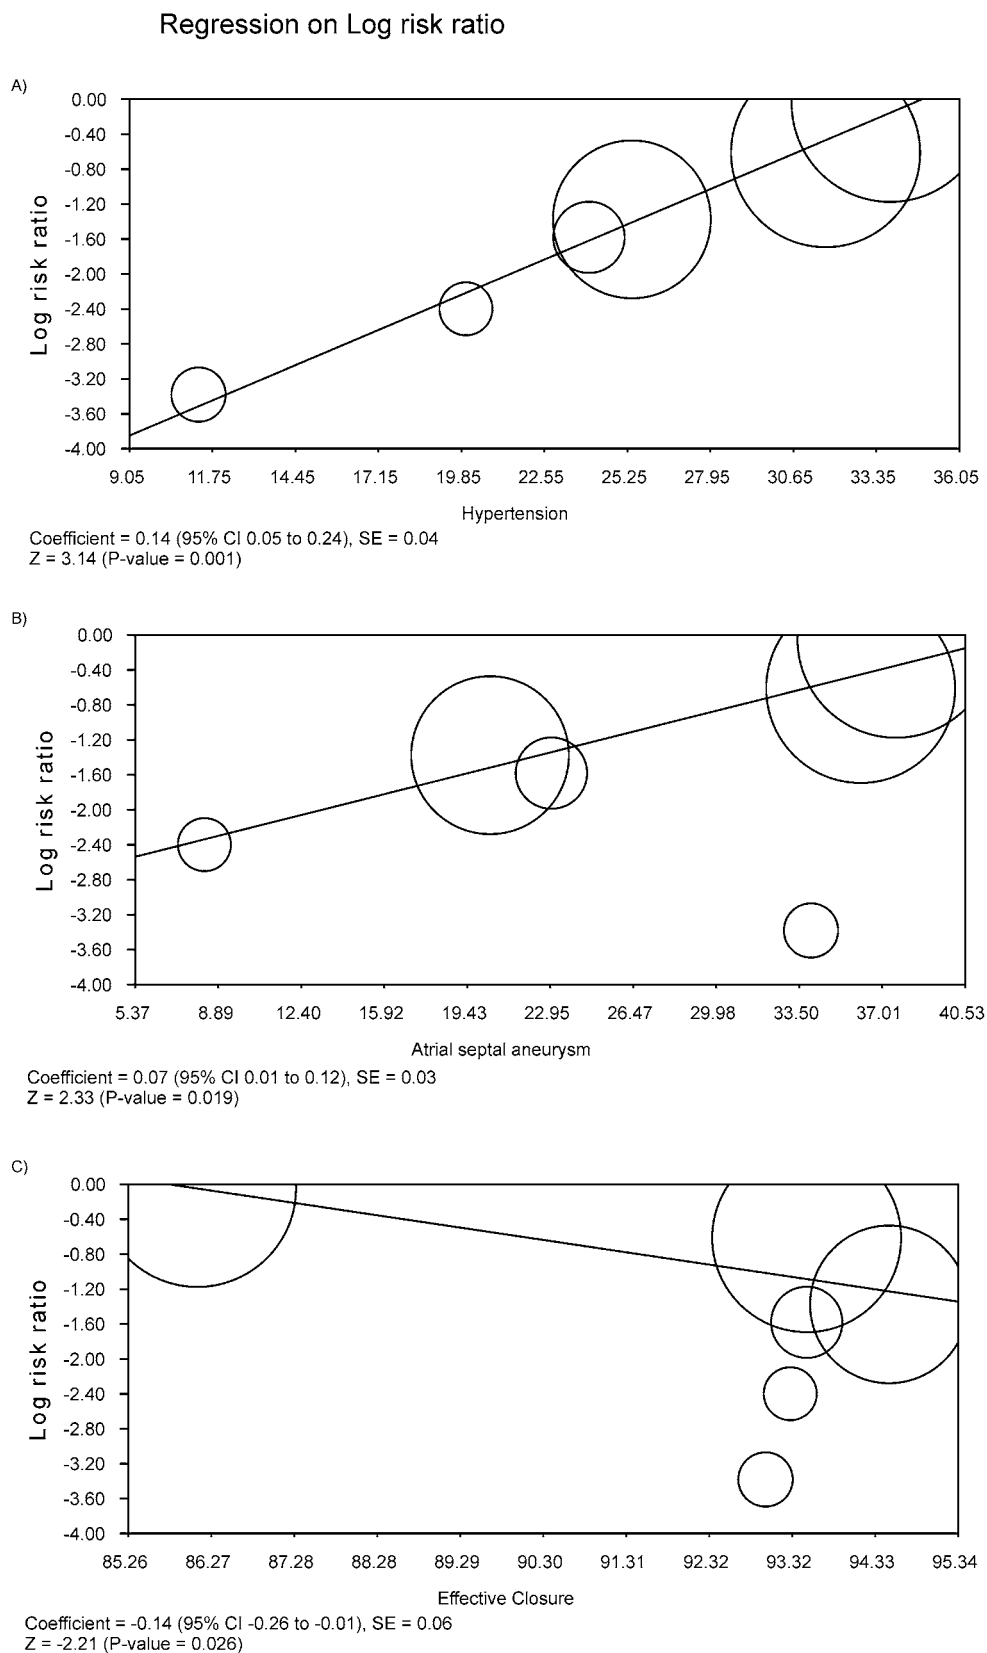 Regression on Log risk ratio
A)
0.00
-0.40
-0.80
-1.20
-1.60
-2.00
-2.40
-2.80
-3.20
-3.60
-4.00
Log risk ratio
9.05 11.75 14.45 17.15 19.85 22.55 25.25 27.95 30.65 33.35 36.05
Hypertension
Coefficient = 0.14 (95% CI 0.05 to 0.24), SE = 0.04
Z = 3.14 (P-value = 0.001)
B)
0.00
-0.40
-0.80
-1.20
-1.60
-2.00
-2.40
-2.80
-3.20
-3.60
-4.00
Log risk ratio
5.37 8.89 12.40 15.92 19.43 22.95 26.47 29.98 33.50 37.01 40.53
Atrial septal aneurysm
Coefficient = 0.07 (95% CI 0.01 to 0.12), SE = 0.03
Z = 2.33 (P-value = 0.019)
C)
0.00
-0.40
-0.80
-1.20
-1.60
-2.00
-2.40
-2.80
-3.20
-3.60
-4.00
Log risk ratio
85.26 86.27 87.28 88.28 89.29 90.30 91.31 92.32 93.32 94.33 95.34
Effective Closure
Coefficient = -0.14 (95% CI -0.26 to -0.01), SE = 0.06
Z = -2.21 (P-value = 0.026)